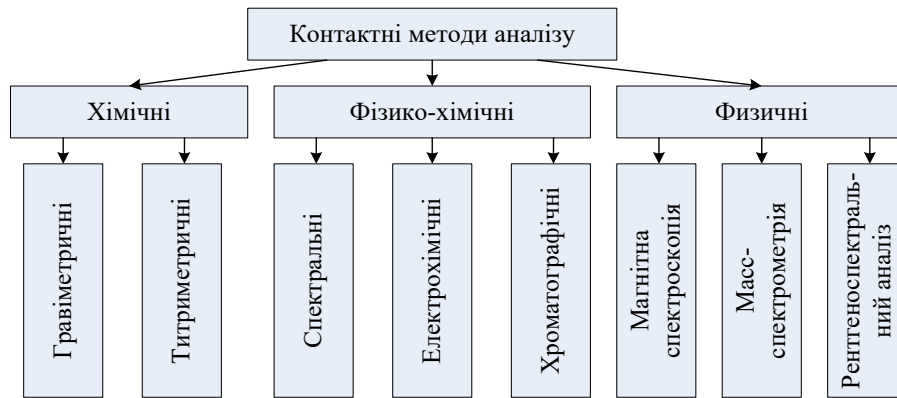 Контактні методи аналізу
Хімічні
Фізико-хімічні
Физичні
Гравіметричні
Титриметричні
Спектральні
Електрохімічні
Хроматографічні
Магнітна
спектроскопія
Масс-
спектрометрія
Рентгеноспектраль-
ний аналіз